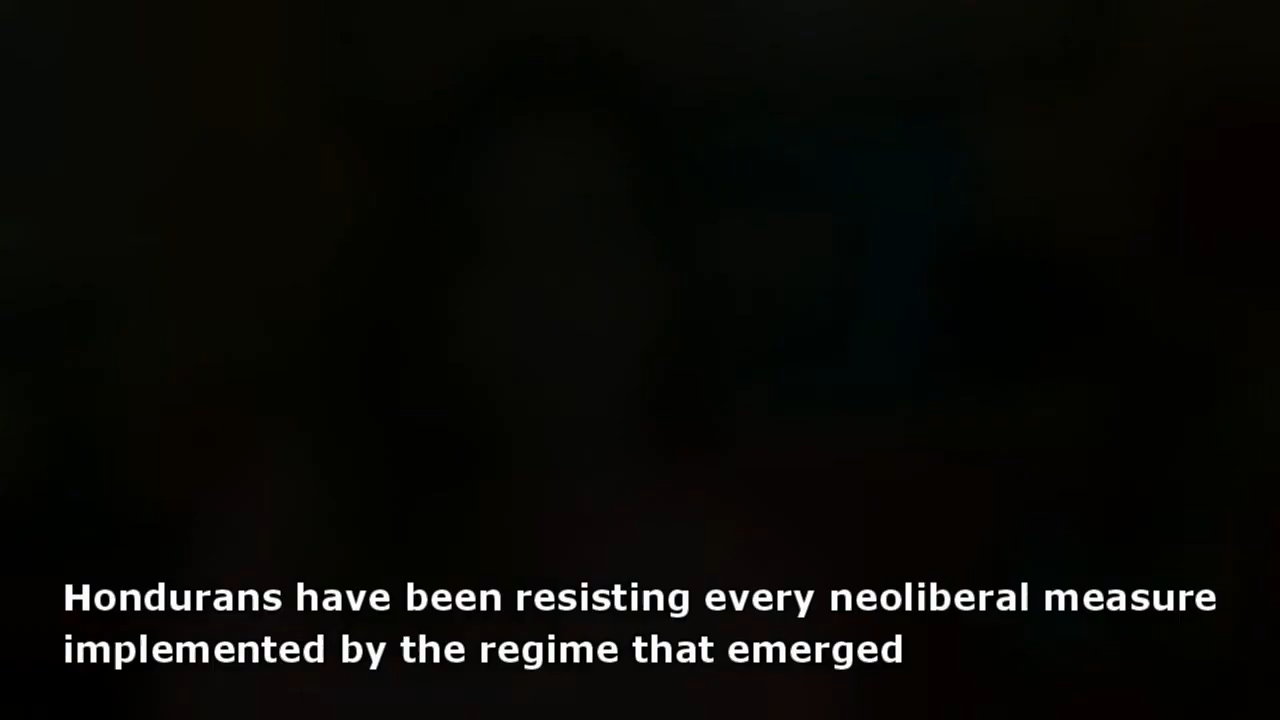 Hondurans have been resisting every neoliberal measure
implemented by the regime that emerged